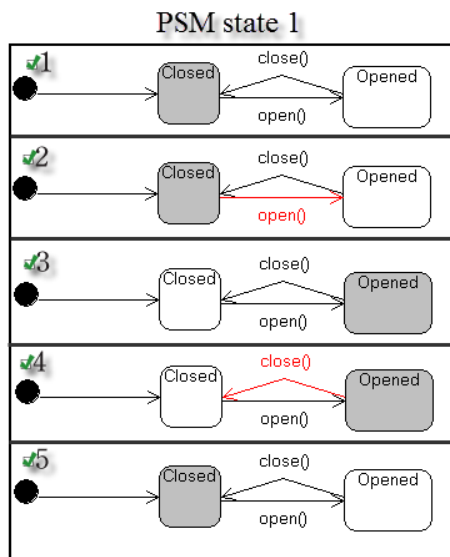 PSM state 1
1
Closed
close()
Opened
open()
2
Closed
close()
Opened
open()
3
Closed
close()
Opened
open()
4
Closed
close()
Opened
open()
5
Closed
close()
Opened
open()